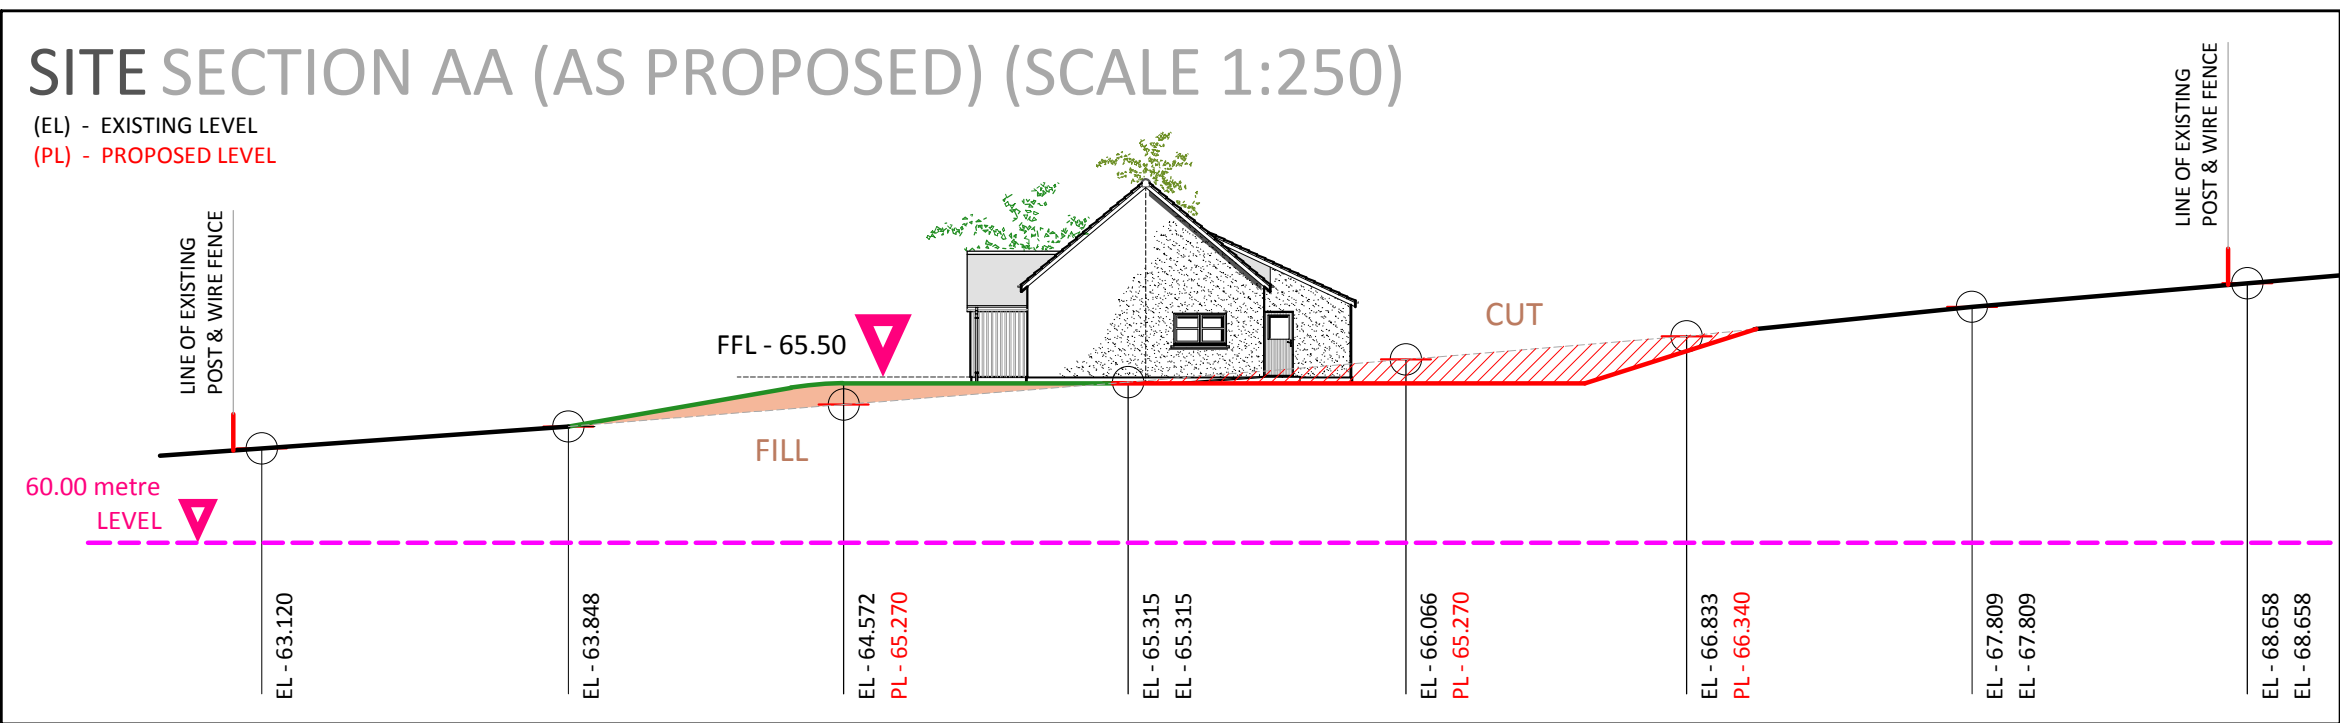 SITE SECTION AA (AS PROPOSED) (SCALE 1:250)
(EL) - EXISTING LEVEL
(PL) - PROPOSED LEVEL
LINE OF EXISTING
POST & WIRE FENCE
LINE OF EXISTING
POST & WIRE FENCE
FFL - 65.50
CUT
FILL
60.00 metre
LEVEL
EL - 63.120
EL - 63.848
EL - 64.572
PL - 65.270
EL - 65.315
EL - 65.315
EL - 66.066
PL - 65.270
EL - 66.833
PL - 66.340
EL - 67.809
EL - 67.809
EL - 68.658
EL - 68.658